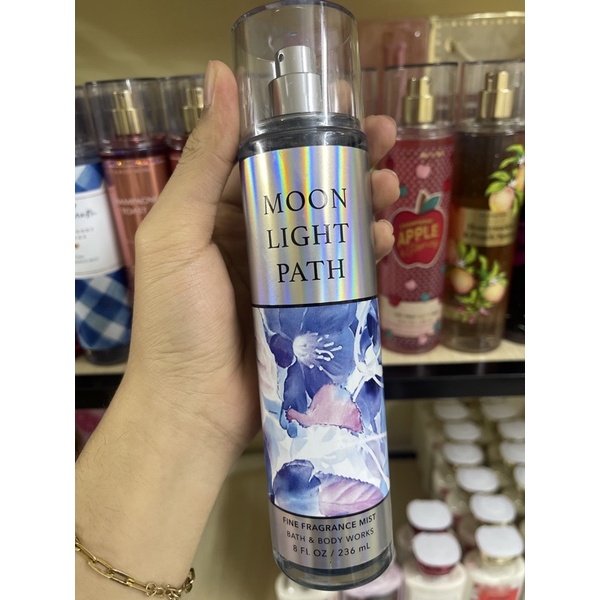 MOON
LIGHT
PATH
FINE FRAGRANCE MIST
BATH & BODY WORKS
8 FL OZ / 236 mL
APPLE